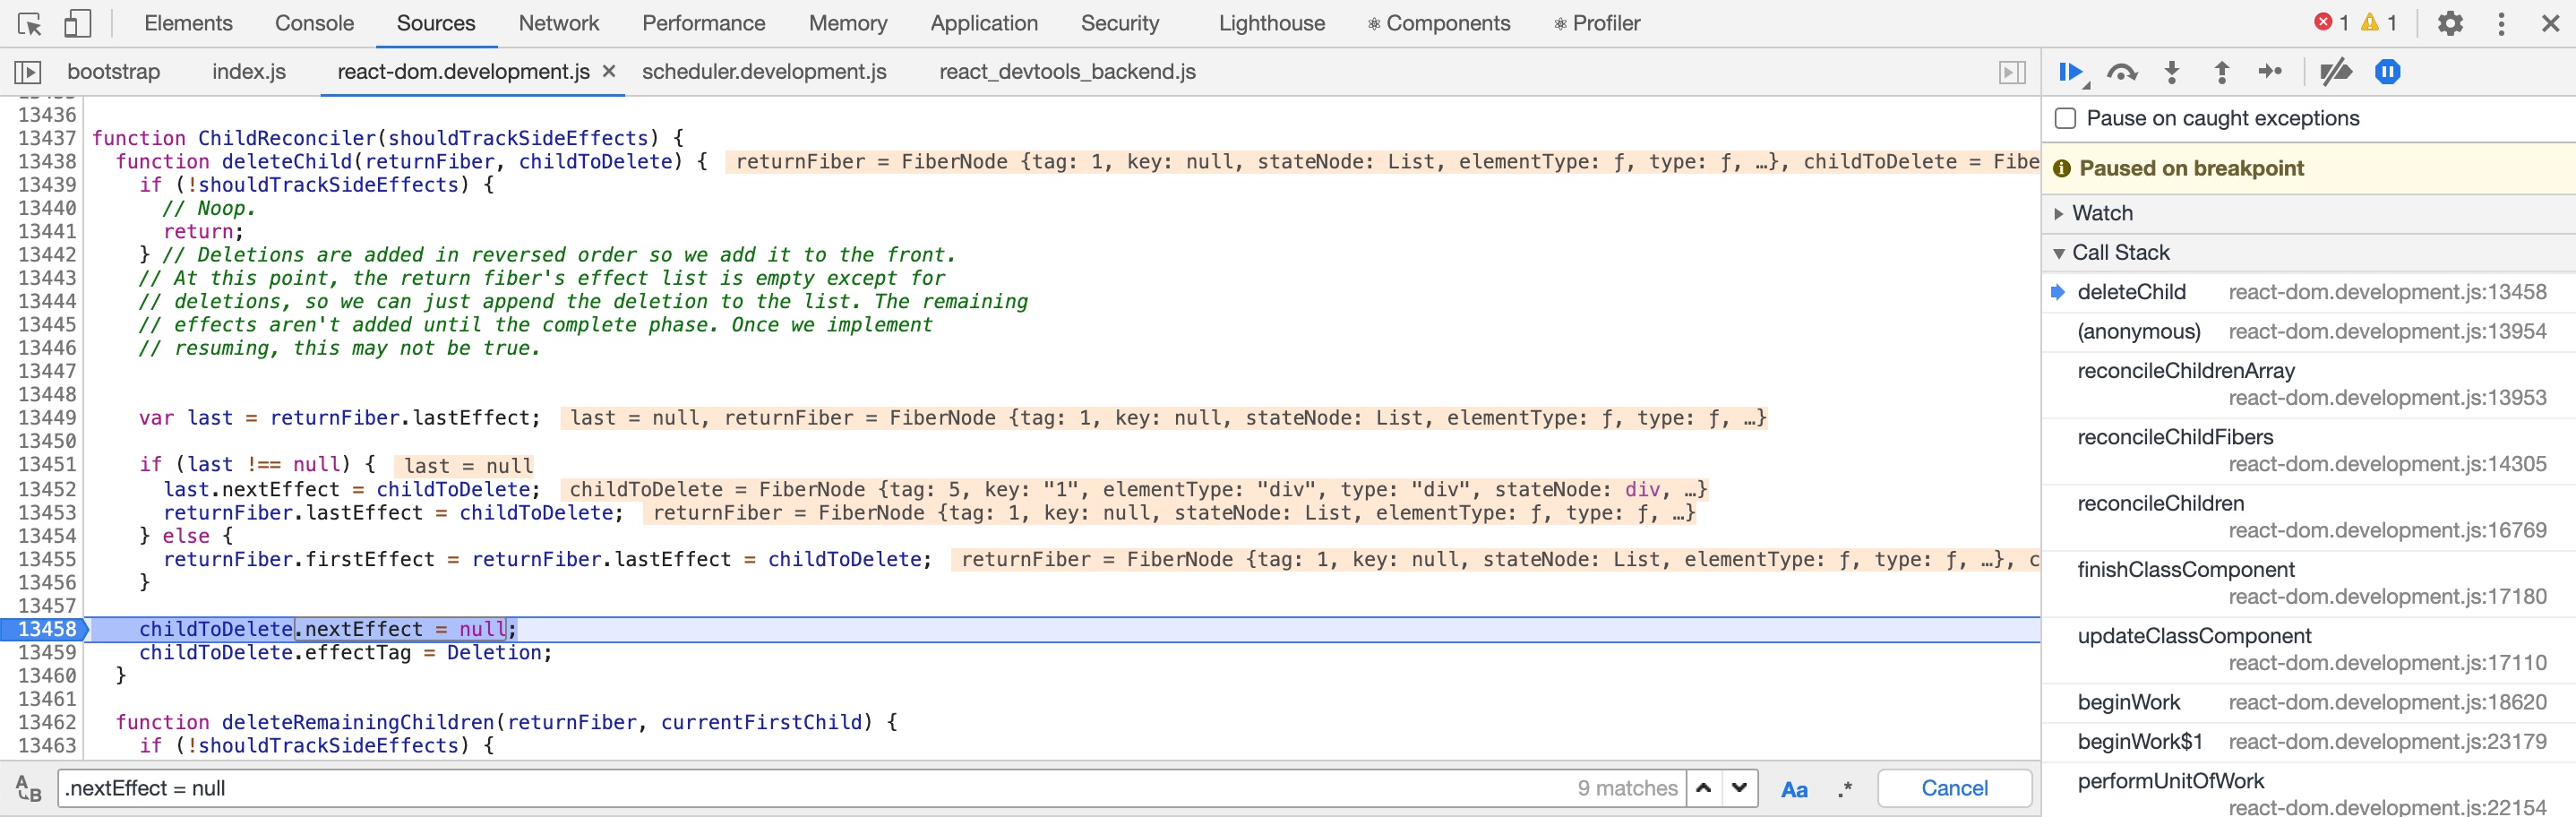 Elements Console Sources Network Performance Memory Application Security Lighthouse ⚛ Components ⚛ Profiler 1 1
bootstrap index.js react-dom.development.js × scheduler.development.js react_devtools_backend.js
13436
13437 function ChildReconciler(shouldTrackSideEffects) {
13438 function deleteChild(returnFiber, childToDelete) { returnFiber = FiberNode {tag: 1, key: null, stateNode: List, elementType: ƒ, type: ƒ, …}, childToDelete = Fibe
13439 if (!shouldTrackSideEffects) {
13440 // Noop.
13441 return;
13442 } // Deletions are added in reversed order so we add it to the front.
13443 // At this point, the return fiber's effect list is empty except for
13444 // deletions, so we can just append the deletion to the list. The remaining
13445 // effects aren't added until the complete phase. Once we implement
13446 // resuming, this may not be true.
13447
13448
13449 var last = returnFiber.lastEffect; last = null, returnFiber = FiberNode {tag: 1, key: null, stateNode: List, elementType: ƒ, type: ƒ, …}
13450
13451 if (last !== null) { last = null
13452 last.nextEffect = childToDelete; childToDelete = FiberNode {tag: 5, key: "1", elementType: "div", type: "div", stateNode: div, …}
13453 returnFiber.lastEffect = childToDelete; returnFiber = FiberNode {tag: 1, key: null, stateNode: List, elementType: ƒ, type: ƒ, …}
13454 } else {
13455 returnFiber.firstEffect = returnFiber.lastEffect = childToDelete; returnFiber = FiberNode {tag: 1, key: null, stateNode: List, elementType: ƒ, type: ƒ, …}, c
13456 }
13457
13458 childToDelete.nextEffect = null;
13459 childToDelete.effectTag = Deletion;
13460 }
13461
13462 function deleteRemainingChildren(returnFiber, currentFirstChild) {
13463 if (!shouldTrackSideEffects) {
.nextEffect = null 9 matches Aa .* Cancel
Pause on caught exceptions
Paused on breakpoint
Watch
Call Stack
deleteChild react-dom.development.js:13458
(anonymous) react-dom.development.js:13954
reconcileChildrenArray
react-dom.development.js:13953
reconcileChildFibers
react-dom.development.js:14305
reconcileChildren
react-dom.development.js:16769
finishClassComponent
react-dom.development.js:17180
updateClassComponent
react-dom.development.js:17110
beginWork react-dom.development.js:18620
beginWork$1 react-dom.development.js:23179
performUnitOfWork
react-dom.development.js:22154